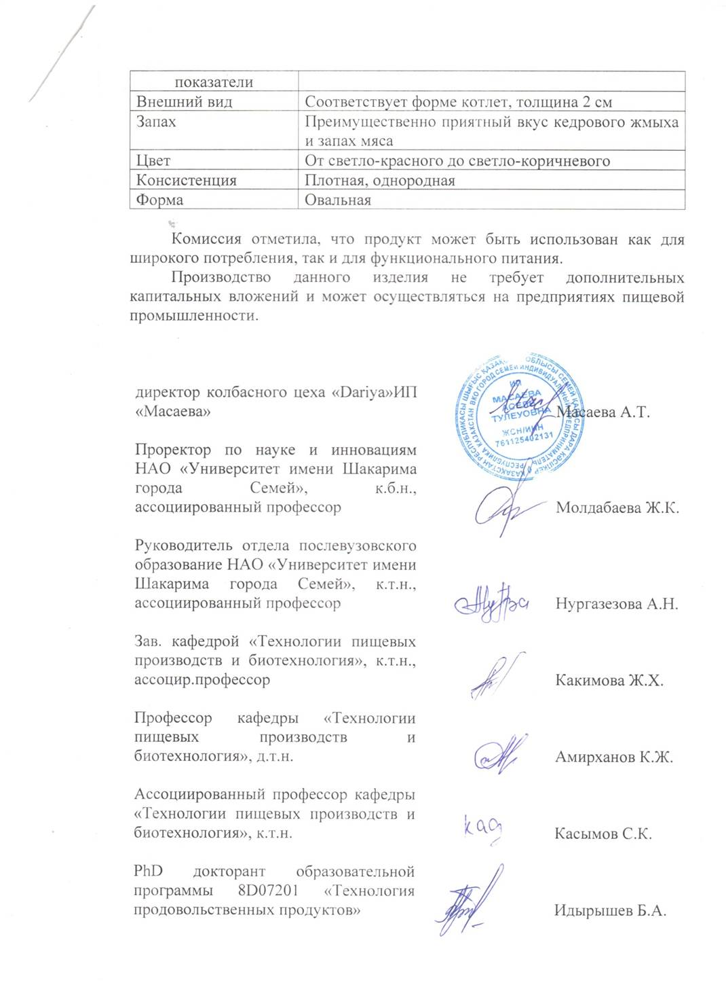 показатели
Внешний вид Соответствует форме котлет, толщина 2 см
Запах Преимущественно приятный вкус кедрового жмыха
и запах мяса
Цвет От светло-красного до светло-коричневого
Консистенция Плотная, однородная
Форма Овальная
Комиссия отметила, что продукт может быть использован как для
широкого потребления, так и для функционального питания.
Производство данного изделия не требует дополнительных
капитальных вложений и может осуществляться на предприятиях пищевой
промышленности.
директор колбасного цеха «Dariya»ИП
«Масаева» Масаева А.Т.
ИП
МАСАЕВА
ТУЛЕУОВНА
ЖСН/ИИН
761125402131
Проректор по науке и инновациям
НАО «Университет имени Шакарима
города Семей», к.б.н.,
ассоциированный профессор Молдабаева Ж.К.
Руководитель отдела послевузовского
образование НАО «Университет имени
Шакарима города Семей», к.т.н.,
ассоциированный профессор Нургазезова А.Н.
Зав. кафедрой «Технологии пищевых
производств и биотехнология», к.т.н.,
ассоцир.профессор Какимова Ж.Х.
Профессор кафедры «Технологии
пищевых производств и
биотехнология», д.т.н. Амирханов К.Ж.
Ассоциированный профессор кафедры
«Технологии пищевых производств и
биотехнология», к.т.н. Касымов С.К.
PhD докторант образовательной
программы 8D07201 «Технология
продовольственных продуктов» Идырышев Б.А.